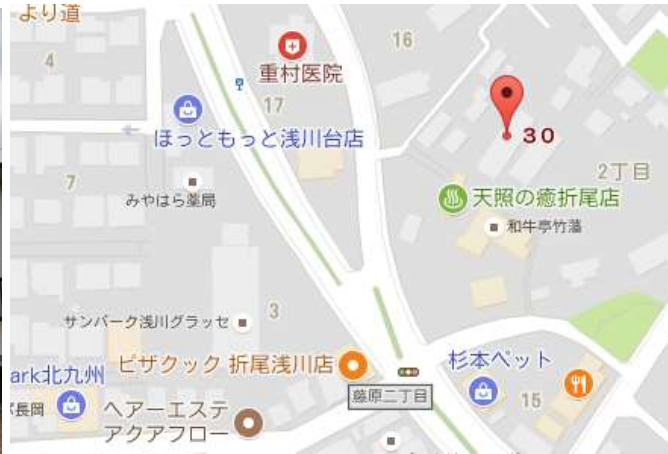 より道
4
16
重村医院
17
ほっともっと浅川台店
30
7
みやはら薬局
2丁目
天照の癒折尾店
和牛亭竹藩
3
サンパーク浅川グラッセ
ピザクック 折尾浅川店
杉本ペット
ark北九州
藤原二丁目
長岡
ヘアーエステ
アクアフロー
15